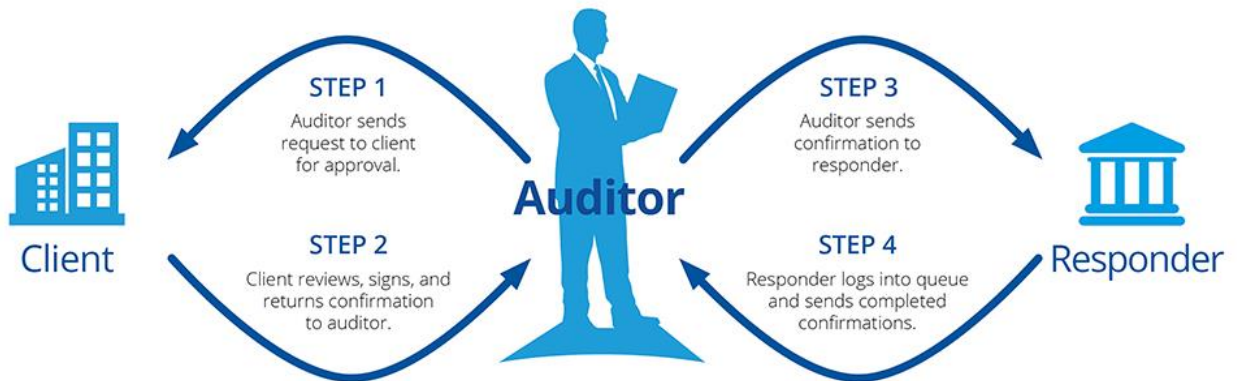 STEP 1
Auditor sends
request to client
for approval.
STEP 3
Auditor sends
confirmation to
responder.
Auditor
Client
STEP 2
Client reviews, signs, and
returns confirmation
to auditor.
STEP 4
Responder logs into queue
and sends completed
confirmations.
Responder